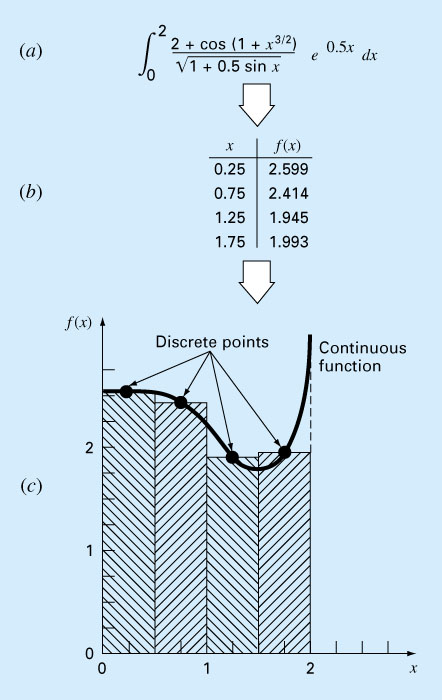 (a) ∫₀² (2 + cos (1 + x^{3/2})) / √(1 + 0.5 sin x) e^{0.5x} dx
(b)
x f(x)
0.25 2.599
0.75 2.414
1.25 1.945
1.75 1.993
f(x)
Discrete points
Continuous
function
2
(c)
1
0
0 1 2 x